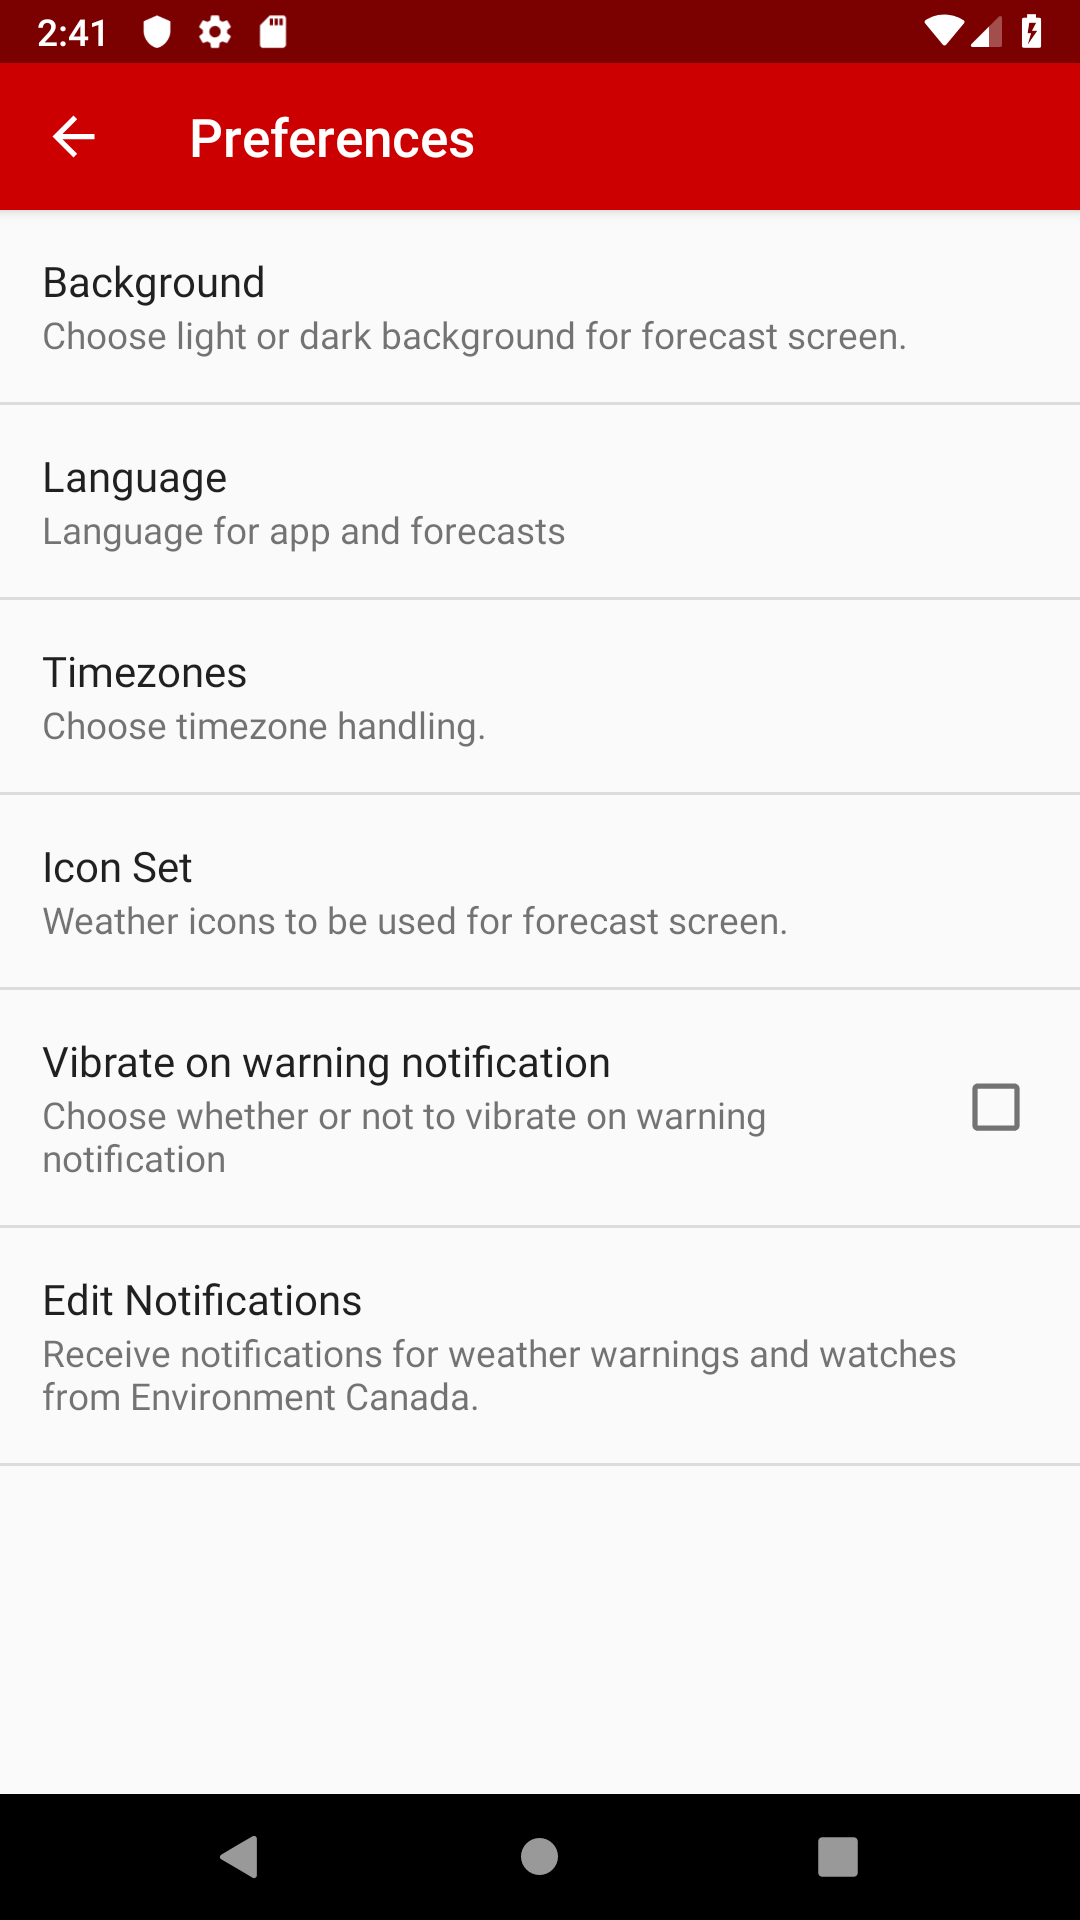 2:41
Preferences
Background
Choose light or dark background for forecast screen.
Language
Language for app and forecasts
Timezones
Choose timezone handling.
Icon Set
Weather icons to be used for forecast screen.
Vibrate on warning notification
Choose whether or not to vibrate on warning
notification
Edit Notifications
Receive notifications for weather warnings and watches
from Environment Canada.